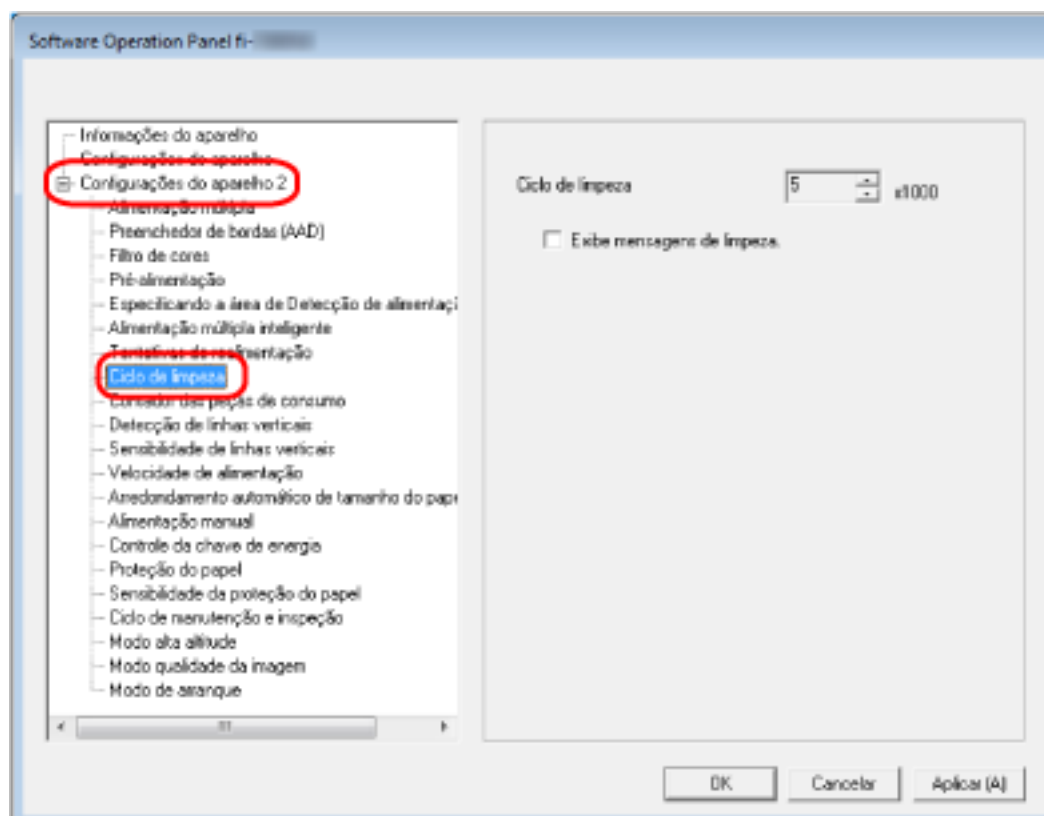 Software Operation Panel fi-
Informações do aparelho
Configurações do aparelho
Configurações do aparelho 2
Alimentação múltipla
Preenchedor de bordas (AAD)
Filtro de cores
Pré-alimentação
Especificando a área de Detecção de alimentaçã
Alimentação múltipla inteligente
Tentativas de realimentação
Ciclo de limpeza
Contador das peças de consumo
Detecção de linhas verticais
Sensibilidade de linhas verticais
Velocidade de alimentação
Arredondamento automático de tamanho do pape
Alimentação manual
Controle da chave de energia
Proteção do papel
Sensibilidade da proteção do papel
Ciclo de manutenção e inspeção
Modo alta altitude
Modo qualidade da imagem
Modo de arranque
Ciclo de limpeza 5 x1000
Exibe mensagens de limpeza.
OK Cancelar Aplicar (A)